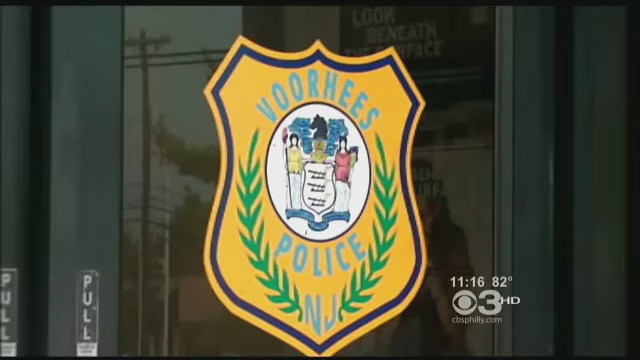 LOOK
BENEATH
THE SURFACE
VOORHEES
POLICE
NJ
PULL
PULL
11:16 82°
3 HD
cbsphilly.com